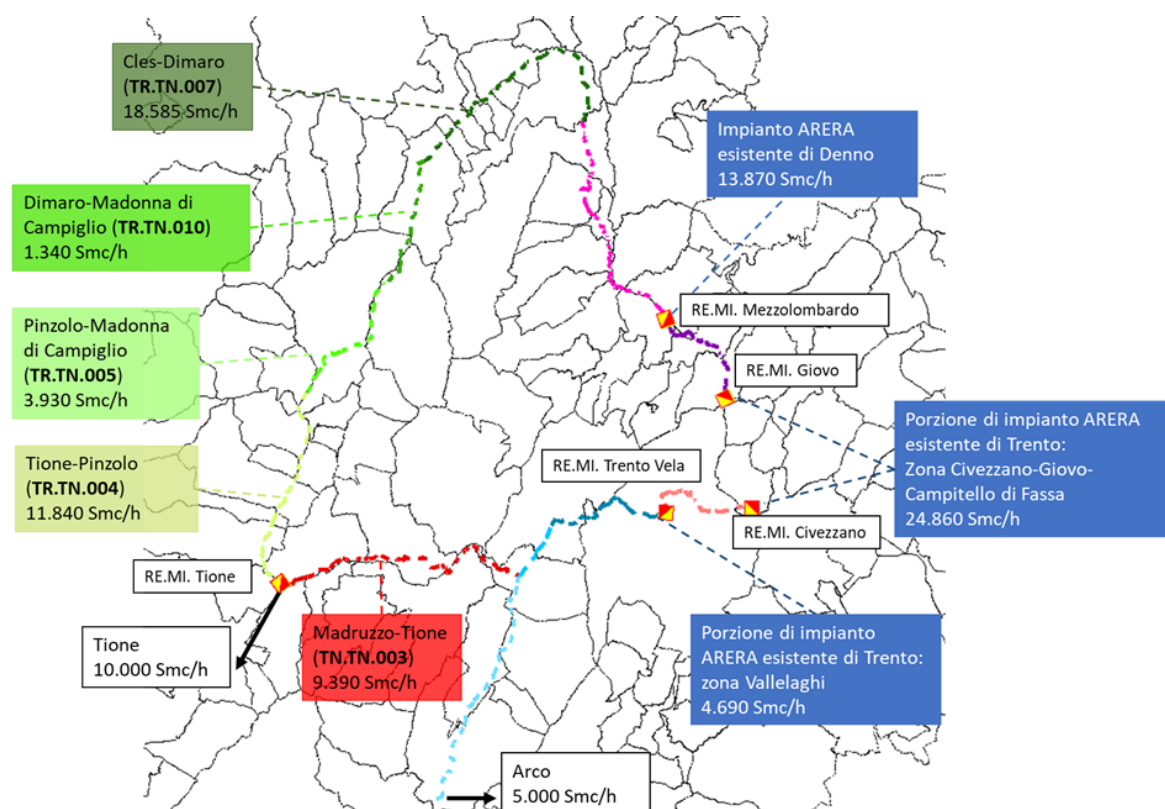 Cles-Dimaro
(TR.TN.007)
18.585 Smc/h
Impianto ARERA
esistente di Denno
13.870 Smc/h
Dimaro-Madonna di
Campiglio (TR.TN.010)
1.340 Smc/h
RE.MI. Mezzolombardo
Pinzolo-Madonna
di Campiglio
(TR.TN.005)
3.930 Smc/h
RE.MI. Giovo
Porzione di impianto ARERA
esistente di Trento:
Zona Civezzano-Giovo-
Campitello di Fassa
24.860 Smc/h
Tione-Pinzolo
(TR.TN.004)
11.840 Smc/h
RE.MI. Trento Vela
RE.MI. Civezzano
RE.MI. Tione
Tione
10.000 Smc/h
Madruzzo-Tione
(TN.TN.003)
9.390 Smc/h
Porzione di impianto
ARERA esistente di Trento:
zona Vallelaghi
4.690 Smc/h
Arco
5.000 Smc/h